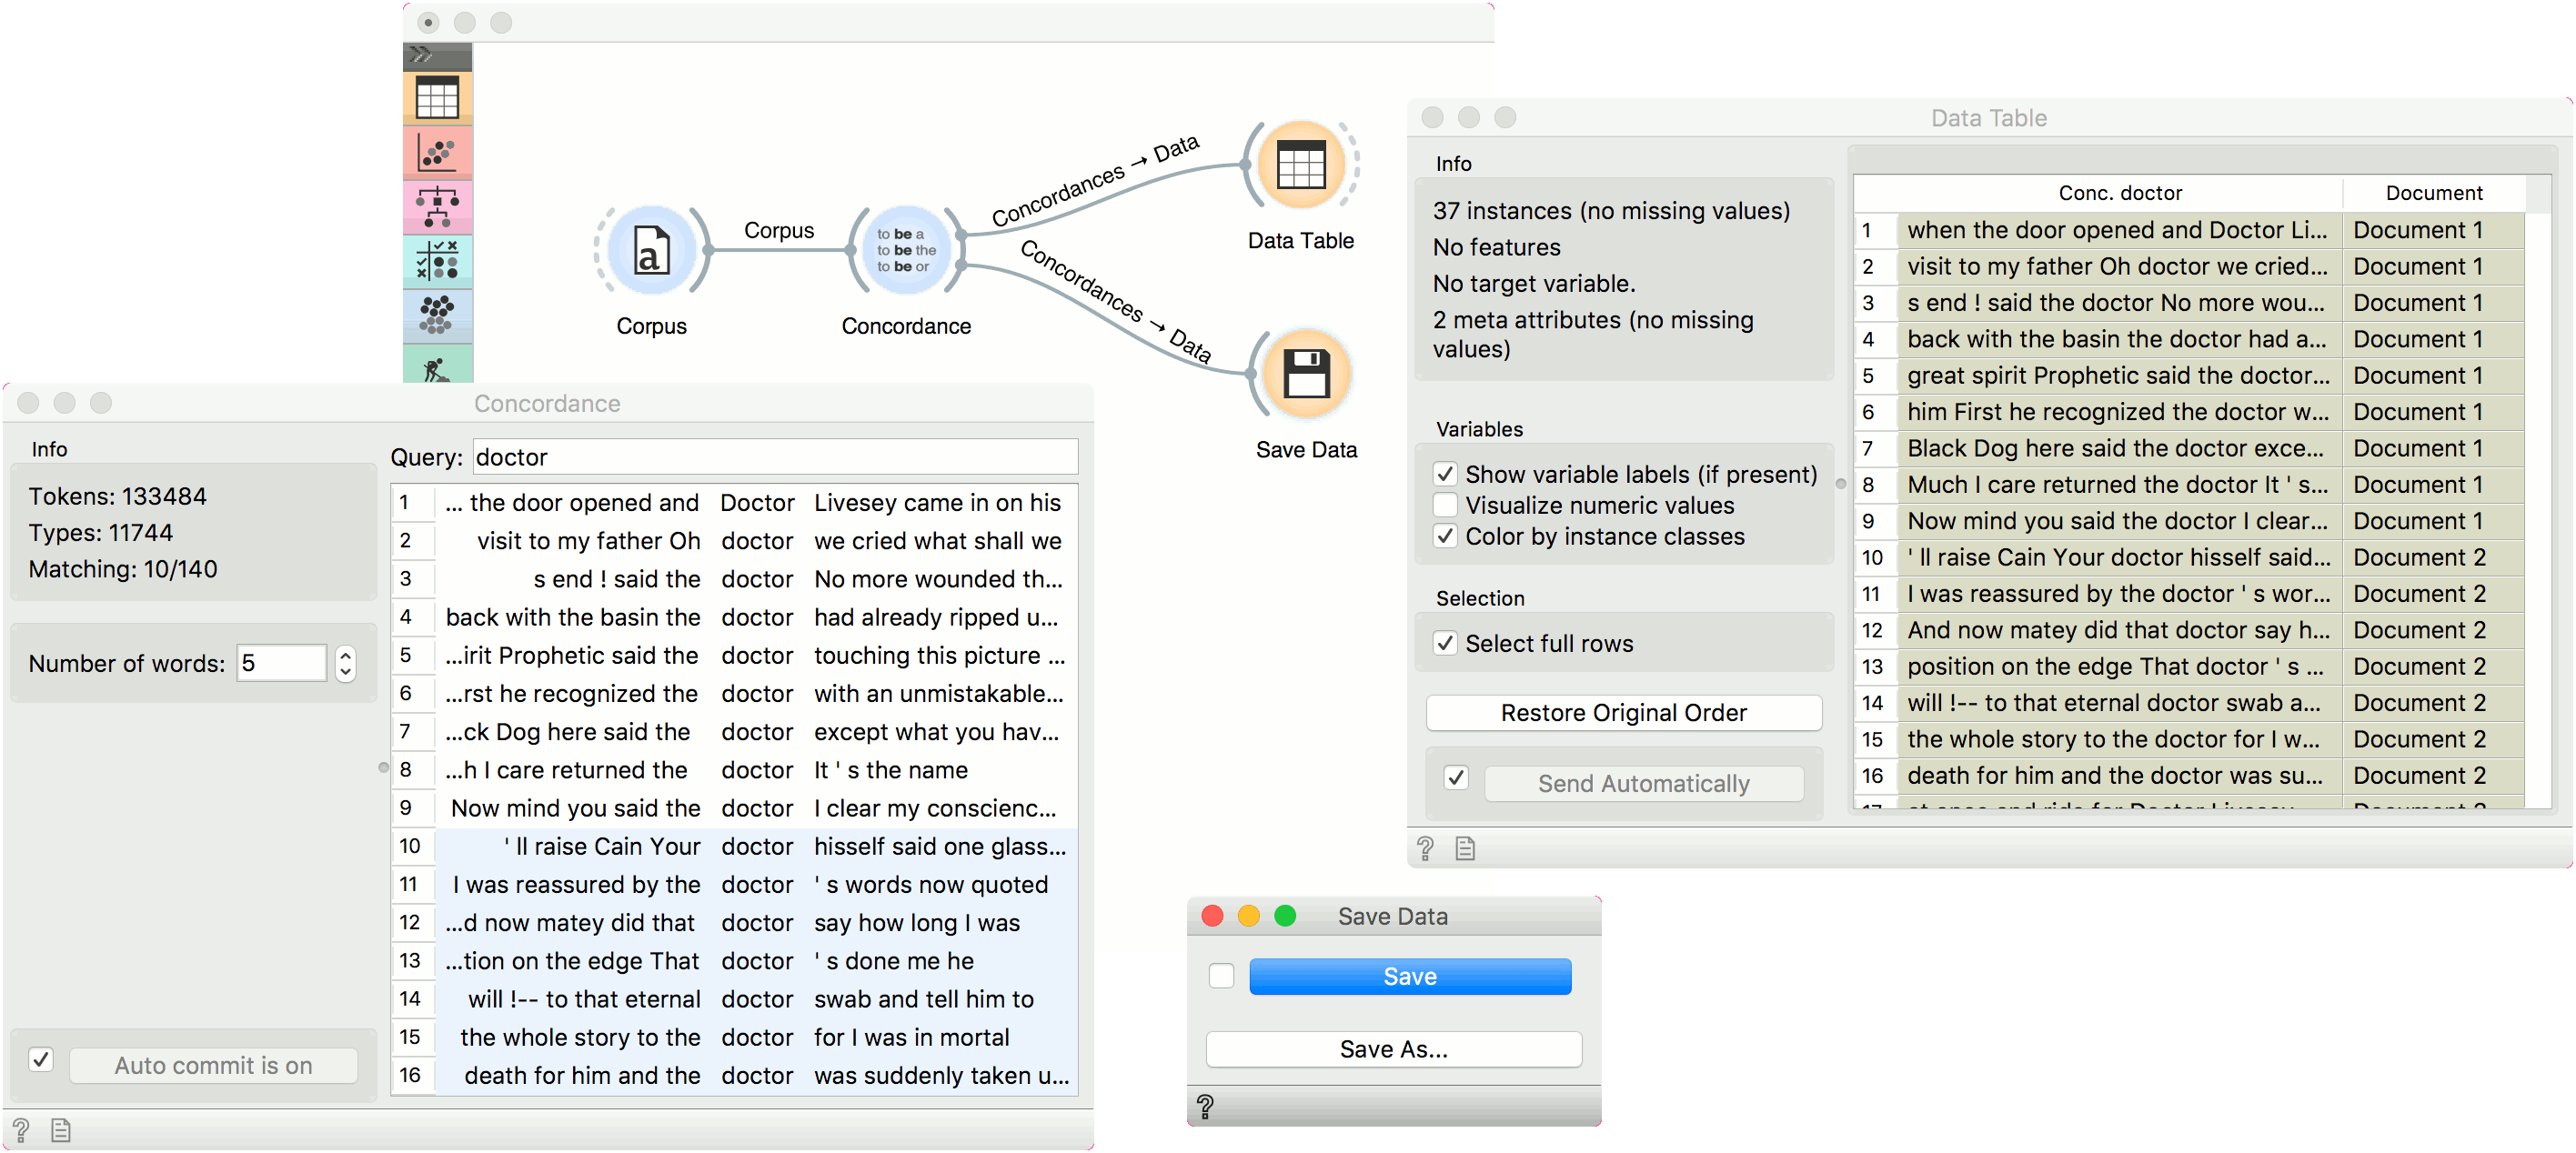 Corpus
to be a
to be the
to be or
a
Corpus
Concordance
Concordances → Data
Concordances → Data
Data Table
Save Data
Concordance
Info
Tokens: 133484
Types: 11744
Matching: 10/140
Number of words: 5
Auto commit is on
Query: doctor
1 ... the door opened and Doctor Livesey came in on his
2 visit to my father Oh doctor we cried what shall we
3 s end ! said the doctor No more wounded th...
4 back with the basin the doctor had already ripped u...
5 ...irit Prophetic said the doctor touching this picture ...
6 ...rst he recognized the doctor with an unmistakable...
7 ...ck Dog here said the doctor except what you hav...
8 ...h I care returned the doctor It ' s the name
9 Now mind you said the doctor I clear my conscienc...
10 ' ll raise Cain Your doctor hisself said one glass...
11 I was reassured by the doctor ' s words now quoted
12 ...d now matey did that doctor say how long I was
13 ...tion on the edge That doctor ' s done me he
14 will !-- to that eternal doctor swab and tell him to
15 the whole story to the doctor for I was in mortal
16 death for him and the doctor was suddenly taken u...
Data Table
Info
37 instances (no missing values)
No features
No target variable.
2 meta attributes (no missing
values)
Variables
Show variable labels (if present)
Visualize numeric values
Color by instance classes
Selection
Select full rows
Restore Original Order
Send Automatically
Conc. doctor Document
1 when the door opened and Doctor Li... Document 1
2 visit to my father Oh doctor we cried... Document 1
3 s end ! said the doctor No more wou... Document 1
4 back with the basin the doctor had a... Document 1
5 great spirit Prophetic said the doctor... Document 1
6 him First he recognized the doctor w... Document 1
7 Black Dog here said the doctor exce... Document 1
8 Much I care returned the doctor It ' s... Document 1
9 Now mind you said the doctor I clear... Document 1
10 ' ll raise Cain Your doctor hisself said... Document 2
11 I was reassured by the doctor ' s wor... Document 2
12 And now matey did that doctor say h... Document 2
13 position on the edge That doctor ' s ... Document 2
14 will !-- to that eternal doctor swab a... Document 2
15 the whole story to the doctor for I w... Document 2
16 death for him and the doctor was su... Document 2
Save Data
Save
Save As...